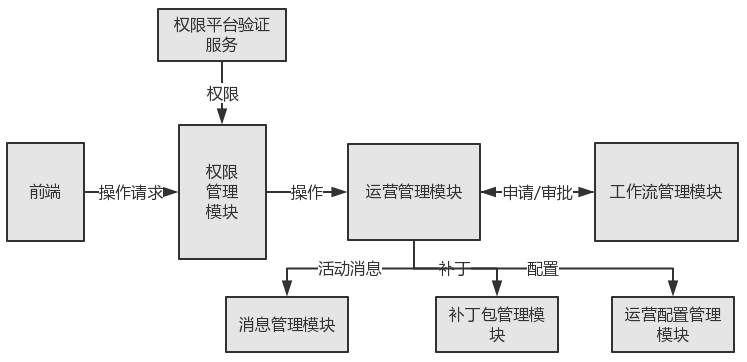 权限平台验证
服务
权限
前端
操作请求
权限
管理
模块
操作
运营管理模块
申请/审批
工作流管理模块
活动消息
补丁
配置
消息管理模块
补丁包管理模
块
运营配置管理
模块